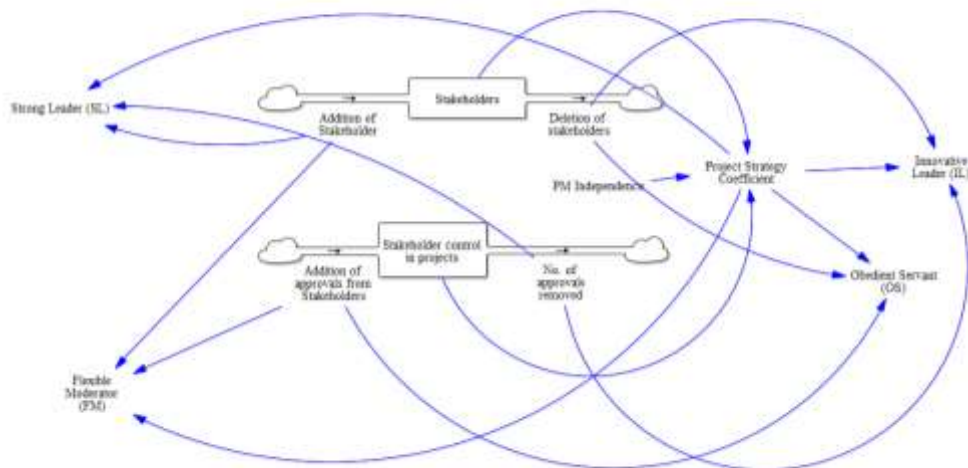 Stakeholders
Strong Leader (SL)
Addition of
Stakeholder
Deletion of
stakeholders
Project Strategy
Coefficient
Innovative
Leader (IL)
PM Independence
Stakeholder control
in projects
Addition of
approvals from
Stakeholders
No. of
approvals
removed
Obedient Servant
(OS)
Flexible
Moderator
(FM)